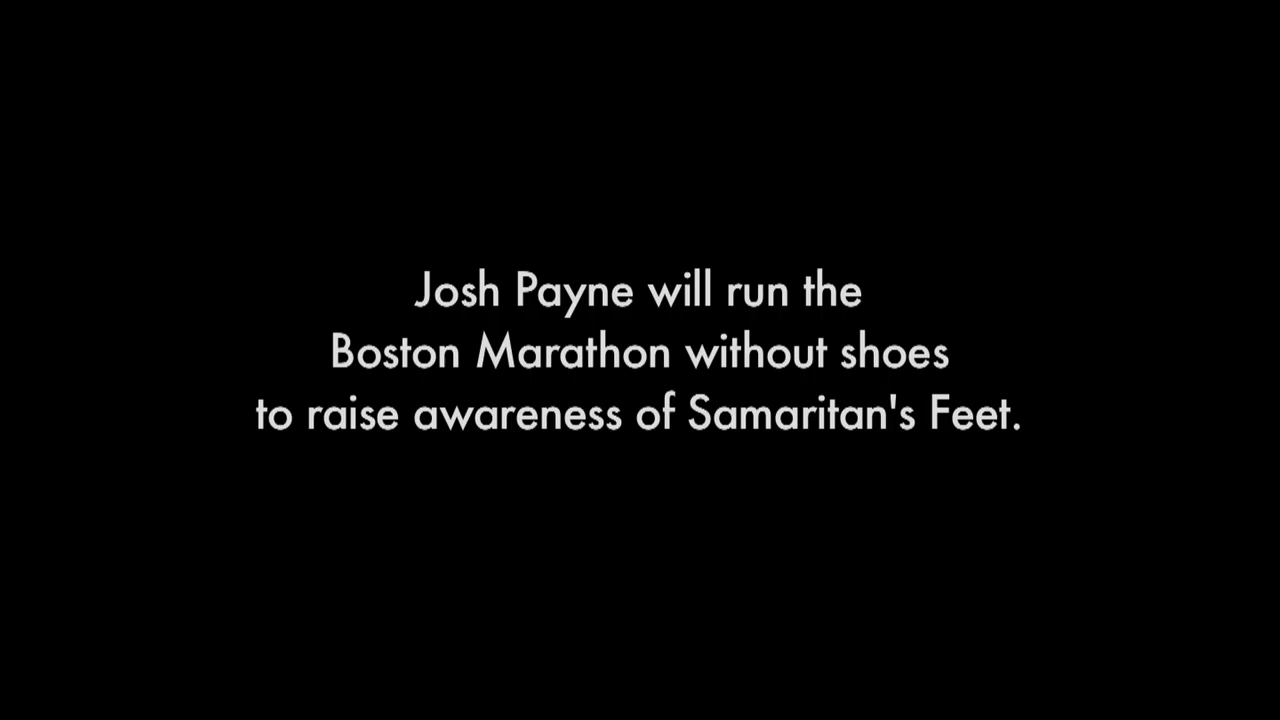 Josh Payne will run the
Boston Marathon without shoes
to raise awareness of Samaritan's Feet.